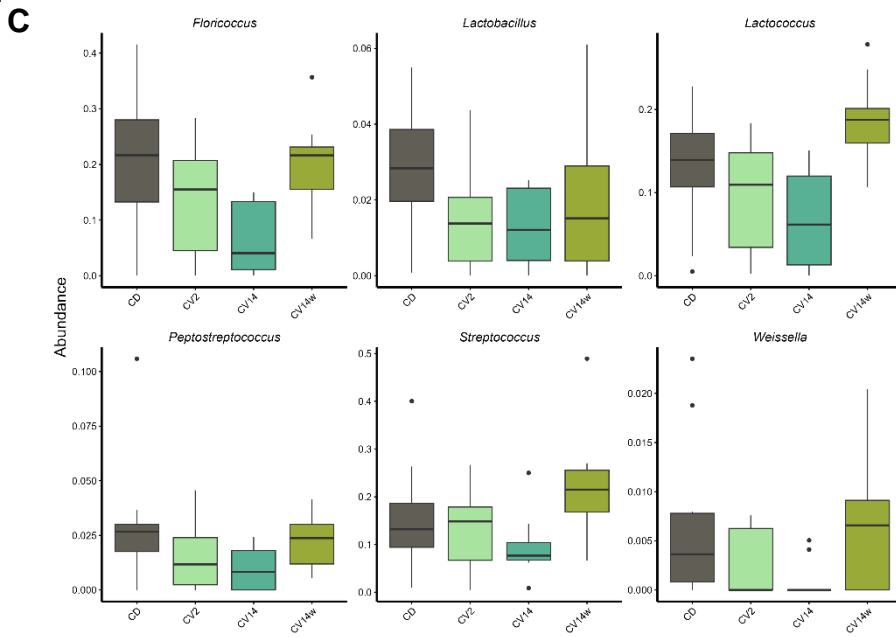 C
Floricoccus
Lactobacillus
Lactococcus
0.4
0.3
0.2
0.1
0.0
0.06
0.04
0.02
0.00
0.2
0.1
0.0
CD
CV2
CV14
CV14w
CD
CV2
CV14
CV14w
CD
CV2
CV14
CV14w
Abundance
Peptostreptococcus
Streptococcus
Weissella
0.100
0.075
0.050
0.025
0.000
0.5
0.4
0.3
0.2
0.1
0.0
0.020
0.015
0.010
0.005
0.000
CD
CV2
CV14
CV14w
CD
CV2
CV14
CV14w
CD
CV2
CV14
CV14w